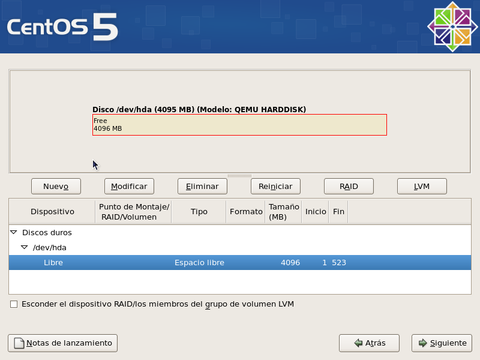 CentOS 5
Disco /dev/hda (4095 MB) (Modelo: QEMU HARDDISK)
Free
4096 MB
Nuevo Modificar Eliminar Reiniciar RAID LVM
Dispositivo Punto de Montaje/ RAID/Volumen Tipo Formato Tamaño (MB) Inicio Fin
Discos duros
/dev/hda
Libre Espacio libre 4096 1 523
Esconder el dispositivo RAID/los miembros del grupo de volumen LVM
Notas de lanzamiento Atrás Siguiente